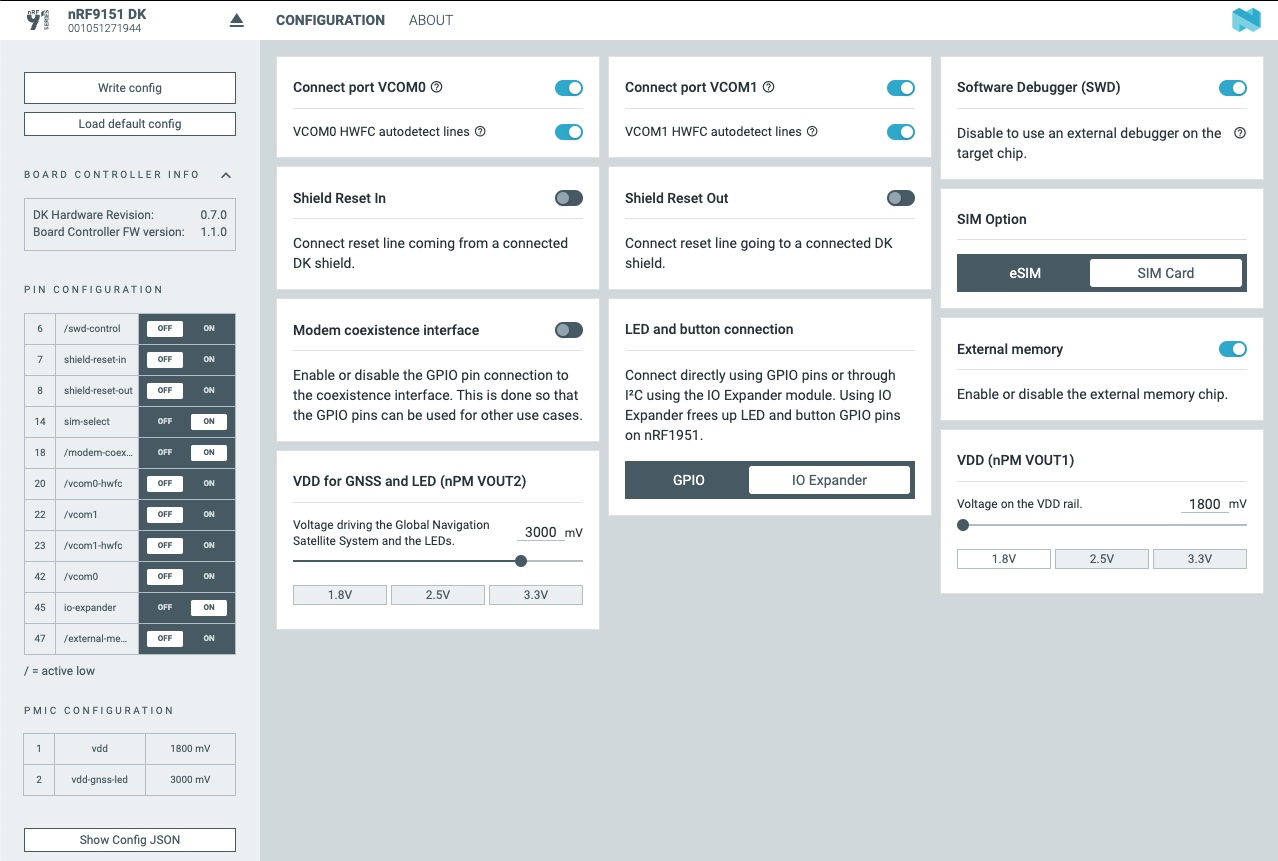 nRF
91
SERIES
nRF9151 DK
001051271944
CONFIGURATION
ABOUT
Write config
Load default config
BOARD CONTROLLER INFO
DK Hardware Revision: 0.7.0
Board Controller FW version: 1.1.0
PIN CONFIGURATION
6 /swd-control OFF ON
7 shield-reset-in OFF ON
8 shield-reset-out OFF ON
14 sim-select OFF ON
18 /modem-coex... OFF ON
20 /vcom0-hwfc OFF ON
22 /vcom1 OFF ON
23 /vcom1-hwfc OFF ON
42 /vcom0 OFF ON
45 io-expander OFF ON
47 /external-me... OFF ON
/ = active low
PMIC CONFIGURATION
1 vdd 1800 mV
2 vdd-gnss-led 3000 mV
Show Config JSON
Connect port VCOM0 ?
VCOM0 HWFC autodetect lines ?
Shield Reset In
Connect reset line coming from a connected
DK shield.
Modem coexistence interface
Enable or disable the GPIO pin connection to
the coexistence interface. This is done so that
the GPIO pins can be used for other use cases.
VDD for GNSS and LED (nPM VOUT2)
Voltage driving the Global Navigation
Satellite System and the LEDs.
3000 mV
1.8V 2.5V 3.3V
Connect port VCOM1 ?
VCOM1 HWFC autodetect lines ?
Shield Reset Out
Connect reset line going to a connected DK
shield.
LED and button connection
Connect directly using GPIO pins or through
I²C using the IO Expander module. Using IO
Expander frees up LED and button GPIO pins
on nRF1951.
GPIO IO Expander
Software Debugger (SWD)
Disable to use an external debugger on the ?
target chip.
SIM Option
eSIM SIM Card
External memory
Enable or disable the external memory chip.
VDD (nPM VOUT1)
Voltage on the VDD rail. 1800 mV
1.8V 2.5V 3.3V